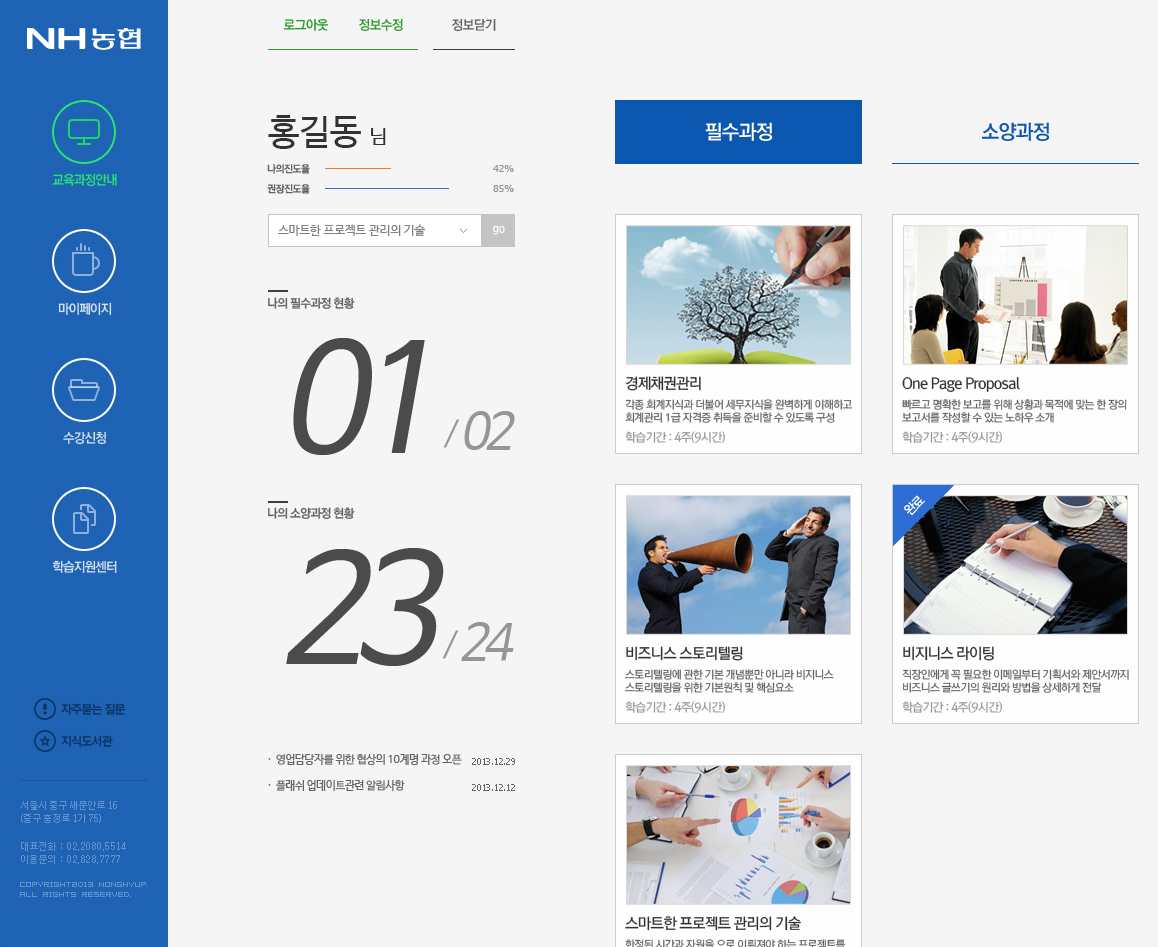 NH농협
교육과정안내
마이페이지
수강신청
학습지원센터
자주묻는 질문
지식도서관
서울시 중구 새문안로 16
(중구 충정로 1가 75)
대표전화 : 02.2080.5514
이용문의 : 02.828.7777
COPYRIGHT2013 NONGHYUP.
ALL RIGHTS RESERVED.
로그아웃 정보수정 정보닫기
홍길동 님
나의진도율 42%
권장진도율 85%
스마트한 프로젝트 관리의 기술 go
나의 필수과정 현황
01 / 02
나의 소양과정 현황
23 / 24
· 영업담당자를 위한 협상의 10계명 과정 오픈 2013.12.29
· 플래쉬 업데이트관련 알림사항 2013.12.12
필수과정 소양과정
경제채권관리
각종 회계지식과 더불어 세무지식을 완벽하게 이해하고
회계관리 1급 자격증 취득을 준비할 수 있도록 구성
학습기간 : 4주(9시간)
One Page Proposal
빠르고 명확한 보고를 위해 상황과 목적에 맞는 한 장의
보고서를 작성할 수 있는 노하우 소개
학습기간 : 4주(9시간)
비즈니스 스토리텔링
스토리텔링에 관한 기본 개념뿐만 아니라 비지니스
스토리텔링을 위한 기본원칙 및 핵심요소
학습기간 : 4주(9시간)
완료
비지니스 라이팅
직장인에게 꼭 필요한 이메일부터 기획서와 제안서까지
비즈니스 글쓰기의 원리와 방법을 상세하게 전달
학습기간 : 4주(9시간)
스마트한 프로젝트 관리의 기술
한정된 시간과 자원을 으로 이뤄져야 하는 프로젝트를